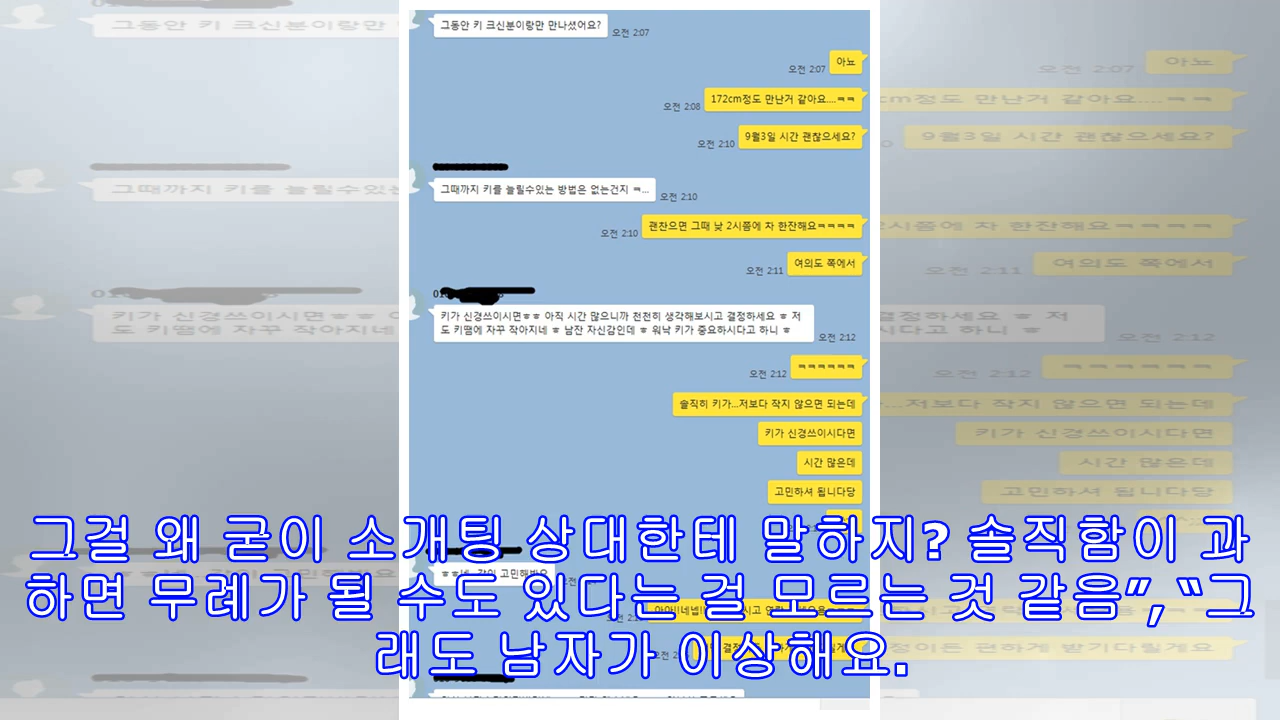 그동안 키 크신분이랑만 만나셨어요?
오전 2:07
아뇨
오전 2:07
172cm정도 만난거 같아요....ㅋㅋ
오전 2:08
9월3일 시간 괜찮으세요?
오전 2:10
그때까지 키를 늘릴수있는 방법은 없는건지 ㅋ...
오전 2:10
괜찬으면 그때 낮 2시쯤에 차 한잔해요ㅋㅋㅋㅋ
오전 2:10
여의도 쪽에서
오전 2:11
키가 신경쓰이시면ㅎㅎ 아직 시간 많으니까 천천히 생각해보시고 결정하세요 ㅎ 저
도 키땜에 자꾸 작아지네 ㅎ 남잔 자신감인데 ㅎ 워낙 키가 중요하시다고 하니 ㅎ
오전 2:12
ㅋㅋㅋㅋㅋㅋ
오전 2:12
솔직히 키가...저보다 작지 않으면 되는데
키가 신경쓰이시다면
시간 많은데
고민하셔 됩니다당
그걸 왜 굳이 소개팅 상대한테 말하지? 솔직함이 과
하면 무례가 될 수도 있다는 걸 모르는 것 같음”, “그
래도 남자가 이상해요.